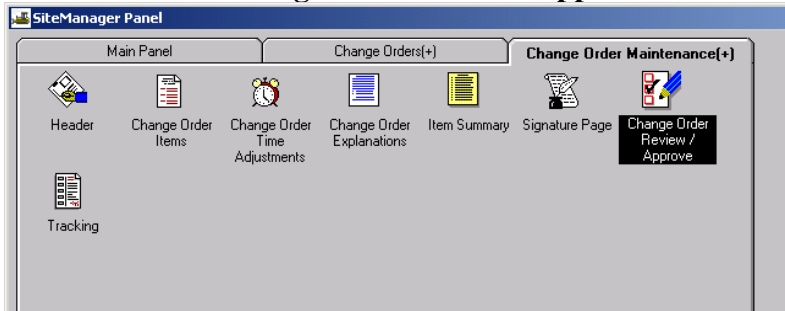 SiteManager Panel
Main Panel
Change Orders(+)
Change Order Maintenance(+)
Header
Change Order
Items
Change Order
Time
Adjustments
Change Order
Explanations
Item Summary
Signature Page
Change Order
Review /
Approve
Tracking